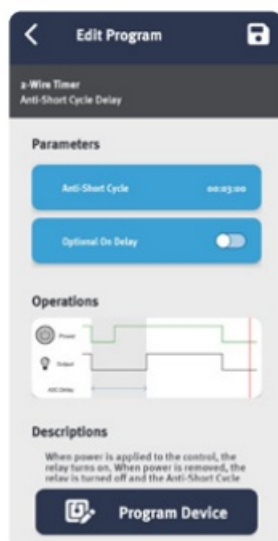 Edit Program
2-Wire Timer
Anti-Short Cycle Delay
Parameters
Anti-Short Cycle 00:03:00
Optional On Delay
Operations
Power
Output
ASC Delay
Descriptions
When power is applied to the control, the
relay turns on. When power is removed, the
relay is turned off and the Anti-Short Cycle
Program Device